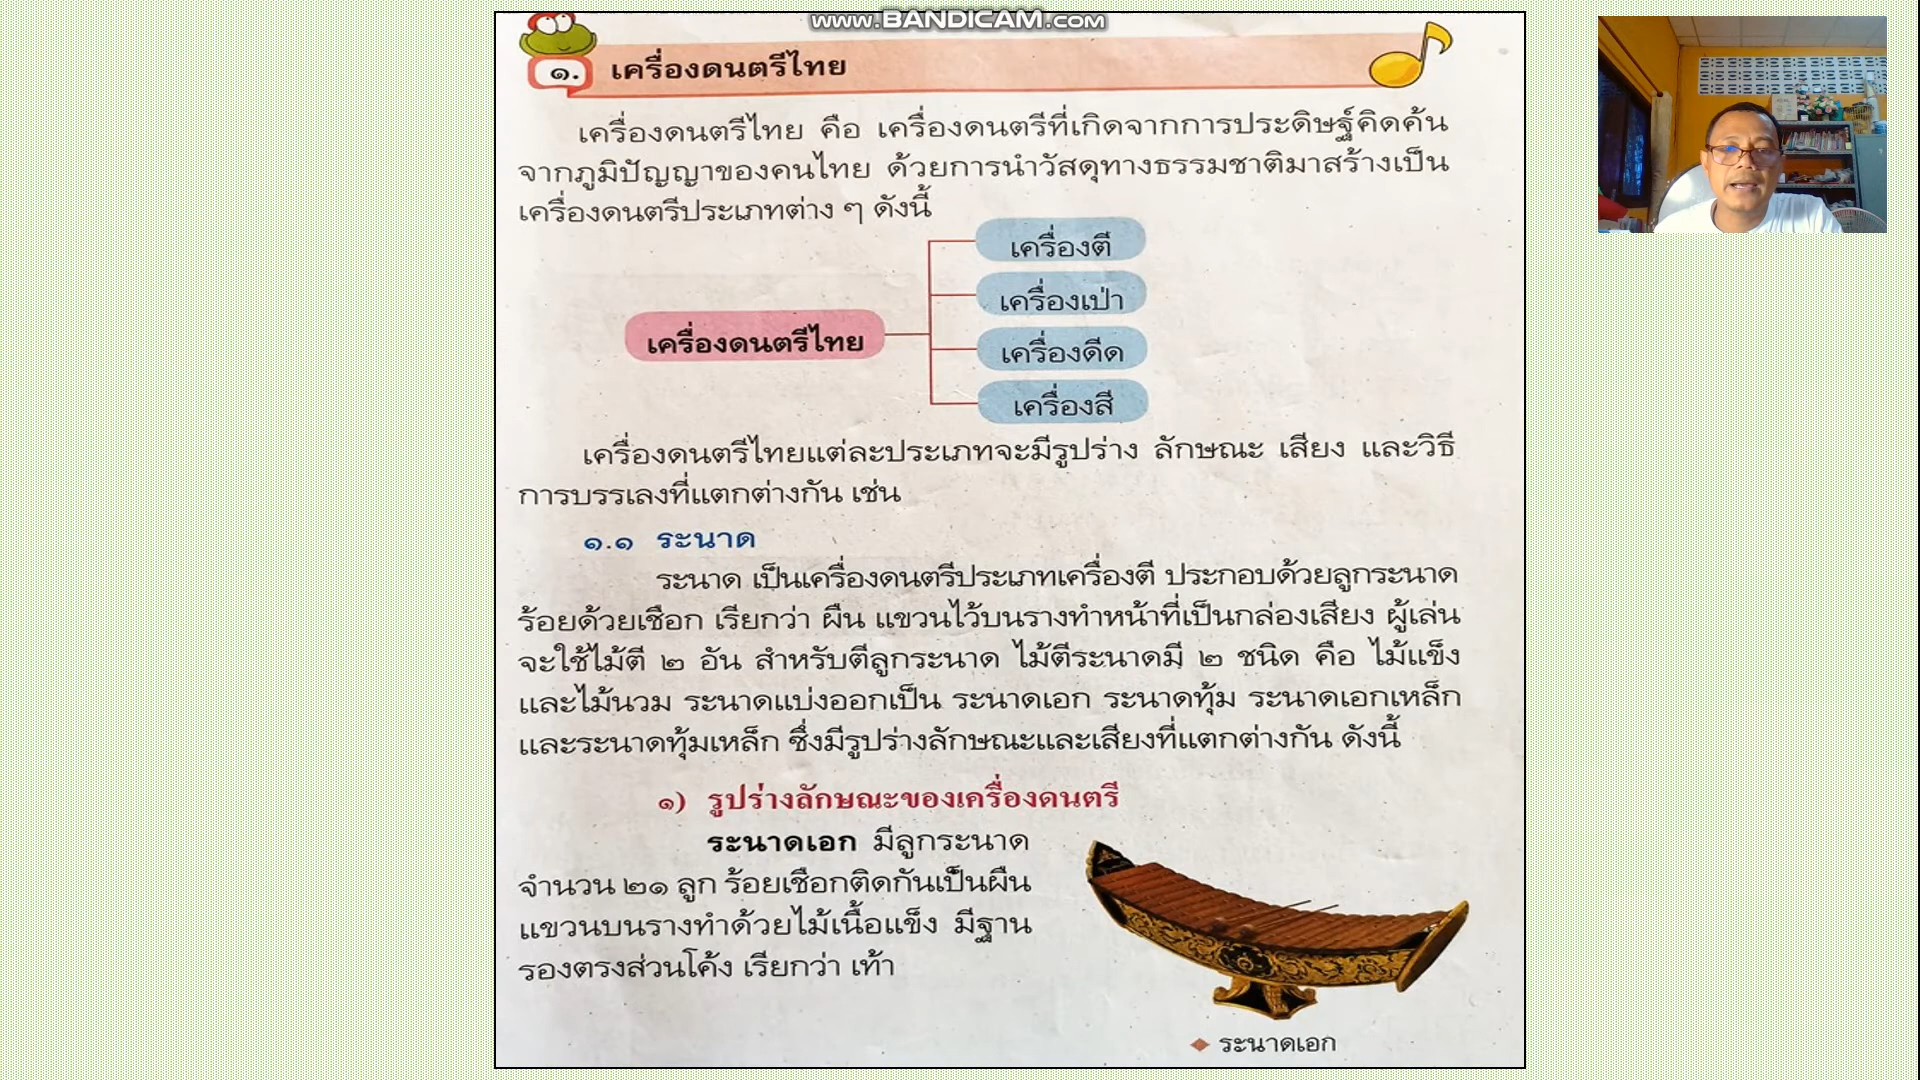 www.BANDICAM.com
๑. เครื่องดนตรีไทย
เครื่องดนตรีไทย คือ เครื่องดนตรีที่เกิดจากการประดิษฐ์คิดค้น
จากภูมิปัญญาของคนไทย ด้วยการนำวัสดุทางธรรมชาติมาสร้างเป็น
เครื่องดนตรีประเภทต่าง ๆ ดังนี้
เครื่องตี
เครื่องเป่า
เครื่องดนตรีไทย
เครื่องดีด
เครื่องสี
เครื่องดนตรีไทยแต่ละประเภทจะมีรูปร่าง ลักษณะ เสียง และวิธี
การบรรเลงที่แตกต่างกัน เช่น
๑.๑ ระนาด
ระนาด เป็นเครื่องดนตรีประเภทเครื่องตี ประกอบด้วยลูกระนาด
ร้อยด้วยเชือก เรียกว่า ผืน แขวนไว้บนรางทำหน้าที่เป็นกล่องเสียง ผู้เล่น
จะใช้ไม้ตี ๒ อัน สำหรับตีลูกระนาด ไม้ตีระนาดมี ๒ ชนิด คือ ไม้แข็ง
และไม้นวม ระนาดแบ่งออกเป็น ระนาดเอก ระนาดทุ้ม ระนาดเอกเหล็ก
และระนาดทุ้มเหล็ก ซึ่งมีรูปร่างลักษณะและเสียงที่แตกต่างกัน ดังนี้
๑) รูปร่างลักษณะของเครื่องดนตรี
ระนาดเอก มีลูกระนาด
จำนวน ๒๑ ลูก ร้อยเชือกติดกันเป็นผืน
แขวนบนรางทำด้วยไม้เนื้อแข็ง มีฐาน
รองตรงส่วนโค้ง เรียกว่า เท้า
ระนาดเอก